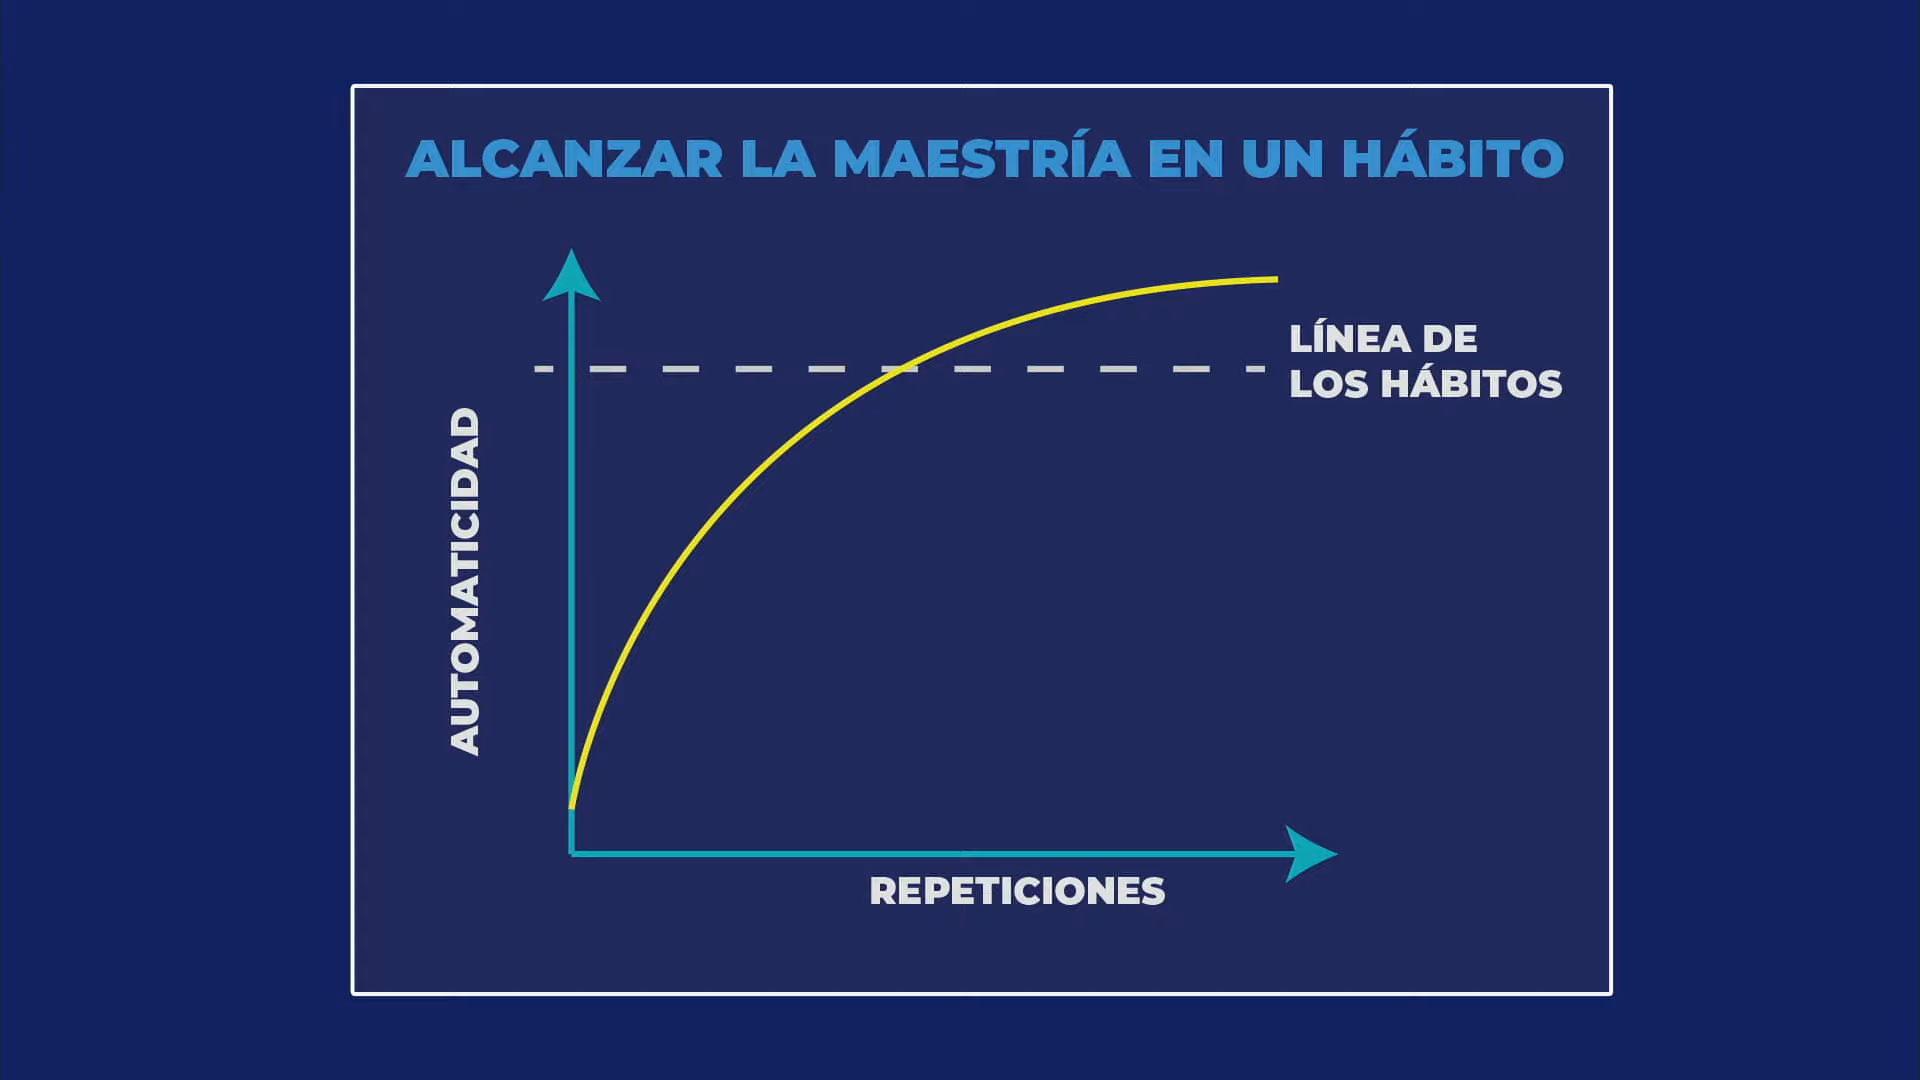 ALCANZAR LA MAESTRÍA EN UN HÁBITO
LÍNEA DE
LOS HÁBITOS
AUTOMATICIDAD
REPETICIONES